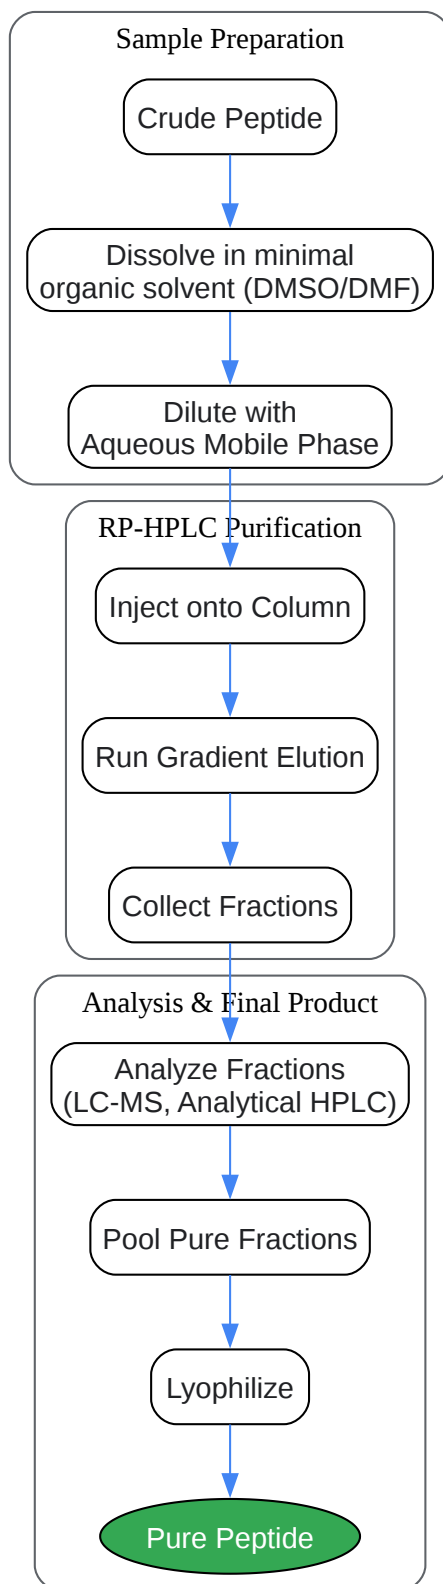 Sample Preparation
Crude Peptide
Dissolve in minimal
organic solvent (DMSO/DMF)
Dilute with
Aqueous Mobile Phase
RP-HPLC Purification
Inject onto Column
Run Gradient Elution
Collect Fractions
Analysis & Final Product
Analyze Fractions
(LC-MS, Analytical HPLC)
Pool Pure Fractions
Lyophilize
Pure Peptide